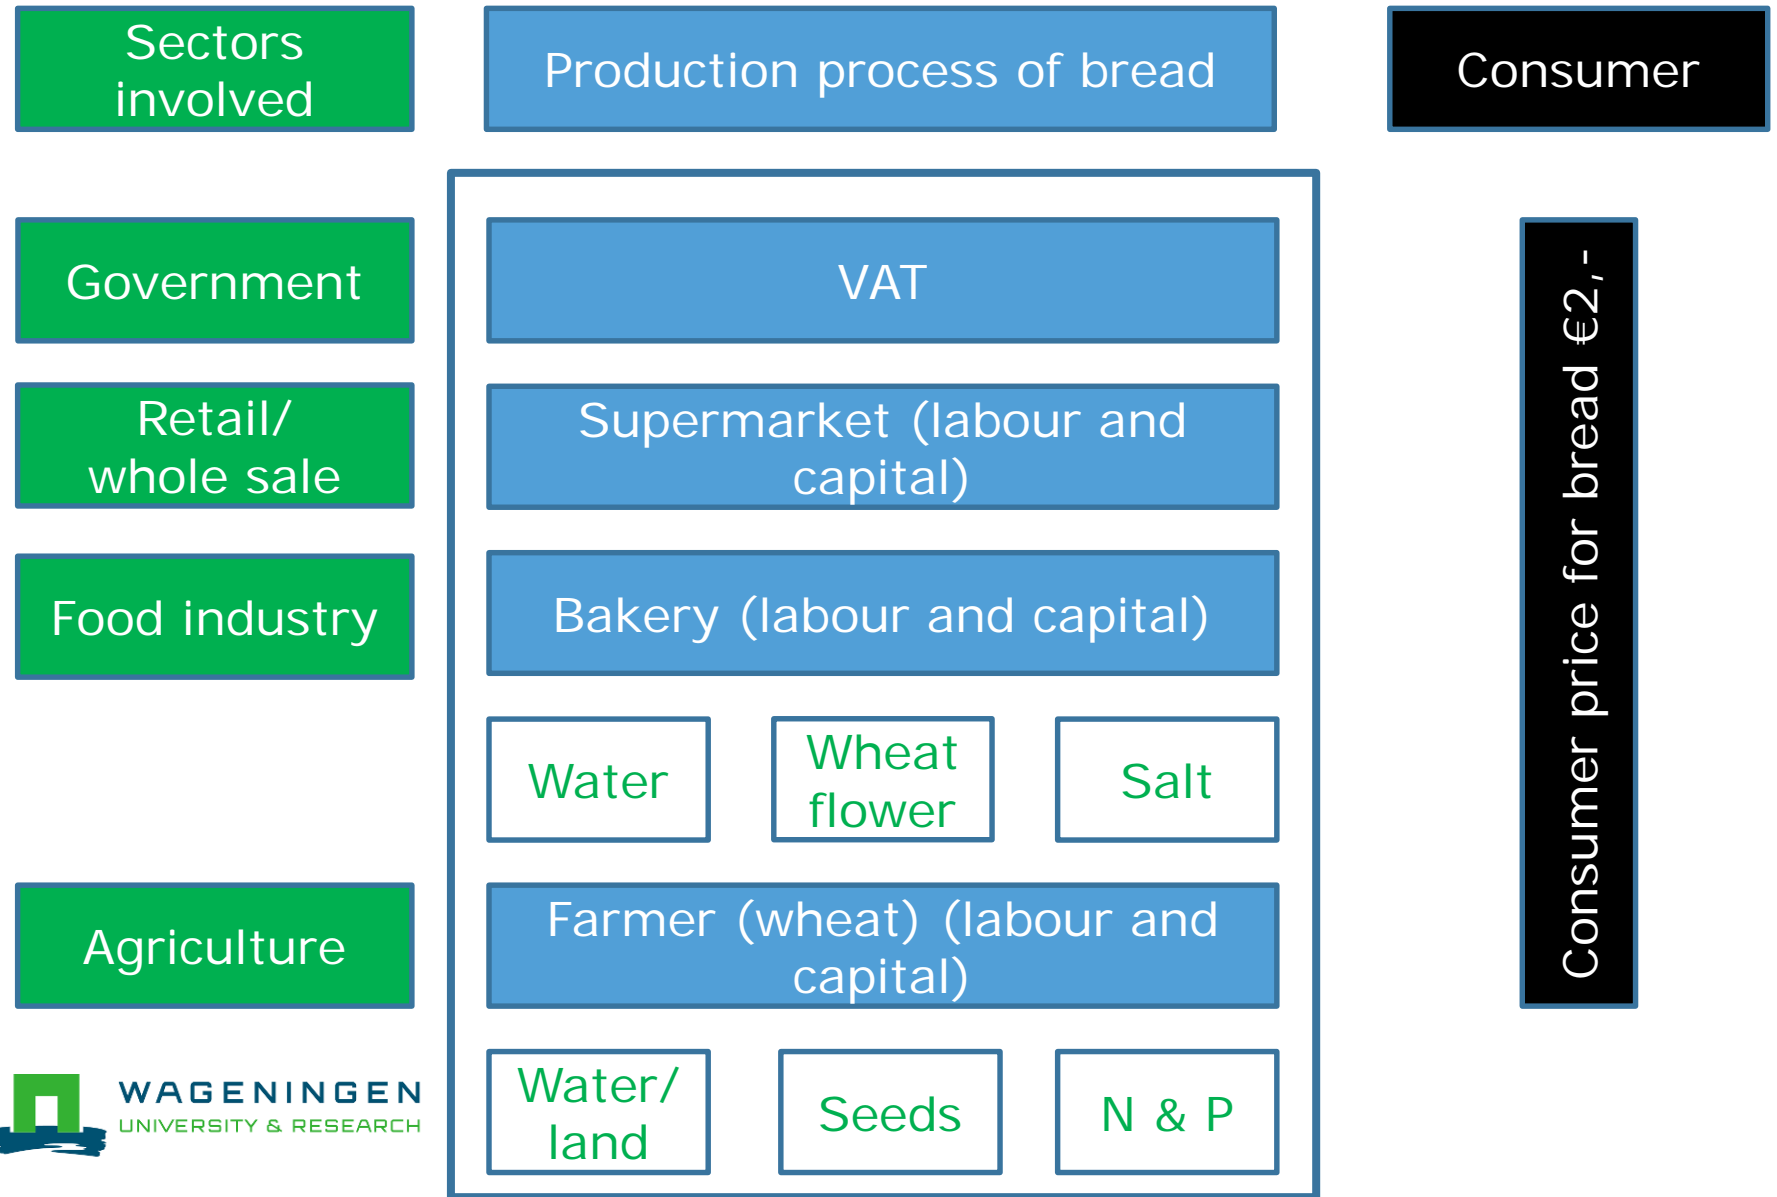 Sectors
involved
Production process of bread
Consumer
Government
VAT
Retail/
whole sale
Supermarket (labour and
capital)
Food industry
Bakery (labour and capital)
Water
Wheat
flower
Salt
Agriculture
Farmer (wheat) (labour and
capital)
Water/
land
Seeds
N & P
Consumer price for bread €2,-
WAGENINGEN
UNIVERSITY & RESEARCH